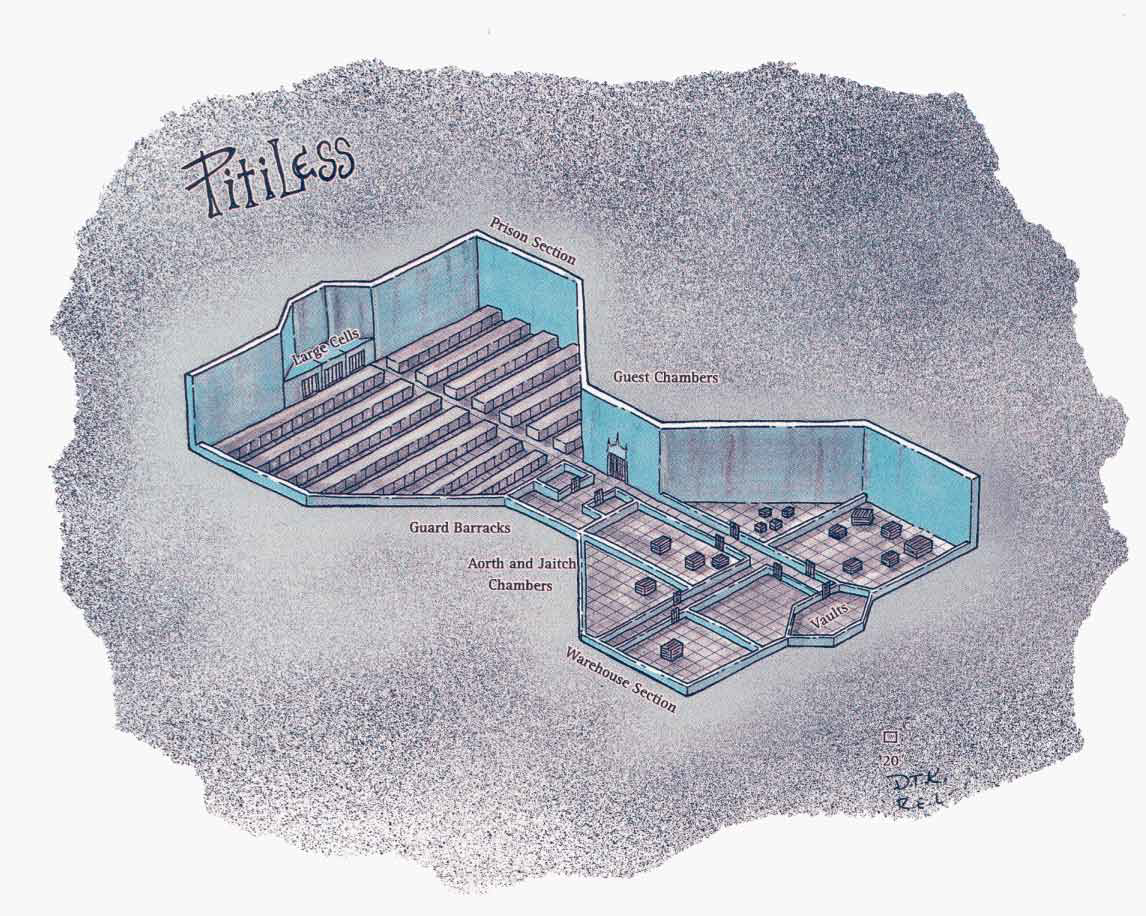 PitiLess
Prison Section
Large Cells
Guest Chambers
Guard Barracks
Aorth and Jaitch
Chambers
Vaults
Warehouse Section
20'
D.T.K.
R.E.L